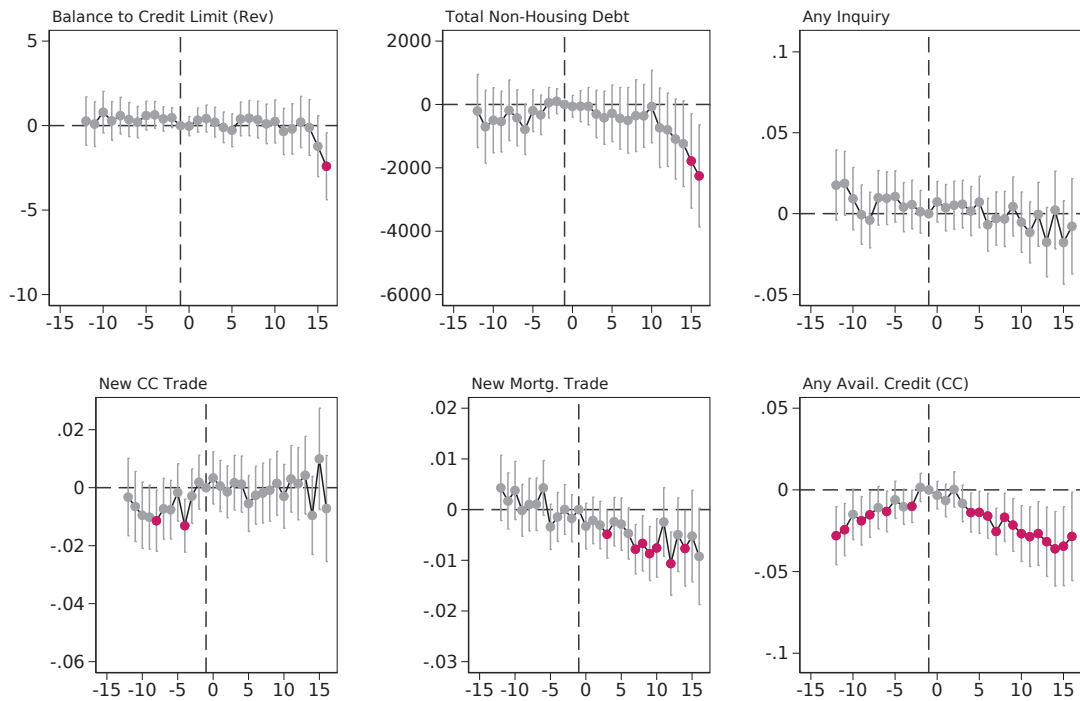 Balance to Credit Limit (Rev)
5
0
-5
-10
-15 -10 -5 0 5 10 15
Total Non-Housing Debt
2000
0
-2000
-4000
-6000
-15 -10 -5 0 5 10 15
Any Inquiry
.1
.05
0
-.05
-15 -10 -5 0 5 10 15
New CC Trade
.02
0
-.02
-.04
-.06
-15 -10 -5 0 5 10 15
New Mortg. Trade
.02
.01
0
-.01
-.02
-.03
-15 -10 -5 0 5 10 15
Any Avail. Credit (CC)
.05
0
-.05
-.1
-15 -10 -5 0 5 10 15